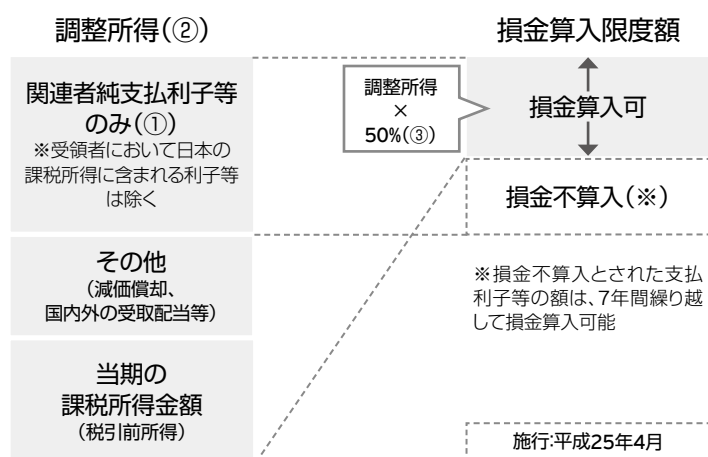 調整所得(②)
関連者純支払利子等
のみ(①)
※受領者において日本の
課税所得に含まれる利子等
は除く
その他
(減価償却、
国内外の受取配当等)
当期の
課税所得金額
(税引前所得)
調整所得
×
50%(③)
損金算入限度額
損金算入可
損金不算入(※)
※損金不算入とされた支払
利子等の額は、7年間繰り越
して損金算入可能
施行:平成25年4月